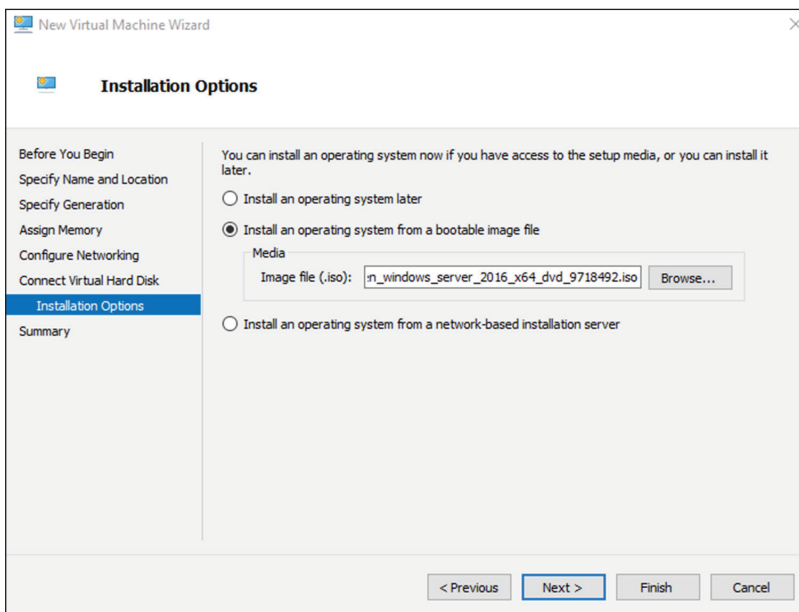 New Virtual Machine Wizard
Installation Options
Before You Begin
Specify Name and Location
Specify Generation
Assign Memory
Configure Networking
Connect Virtual Hard Disk
Installation Options
Summary
You can install an operating system now if you have access to the setup media, or you can install it
later.
Install an operating system later
Install an operating system from a bootable image file
Media
Image file (.iso): n_windows_server_2016_x64_dvd_9718492.iso Browse...
Install an operating system from a network-based installation server
< Previous Next > Finish Cancel